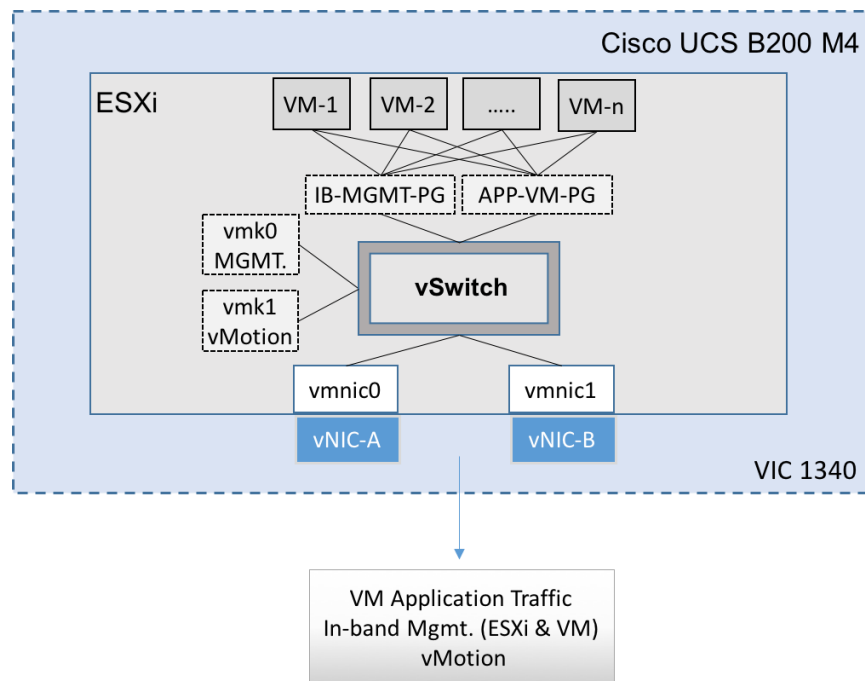 Cisco UCS B200 M4
ESXi
VM-1
VM-2
.....
VM-n
IB-MGMT-PG
APP-VM-PG
vmk0
MGMT.
vmk1
vMotion
vSwitch
vmnic0
vmnic1
vNIC-A
vNIC-B
VIC 1340
VM Application Traffic
In-band Mgmt. (ESXi & VM)
vMotion